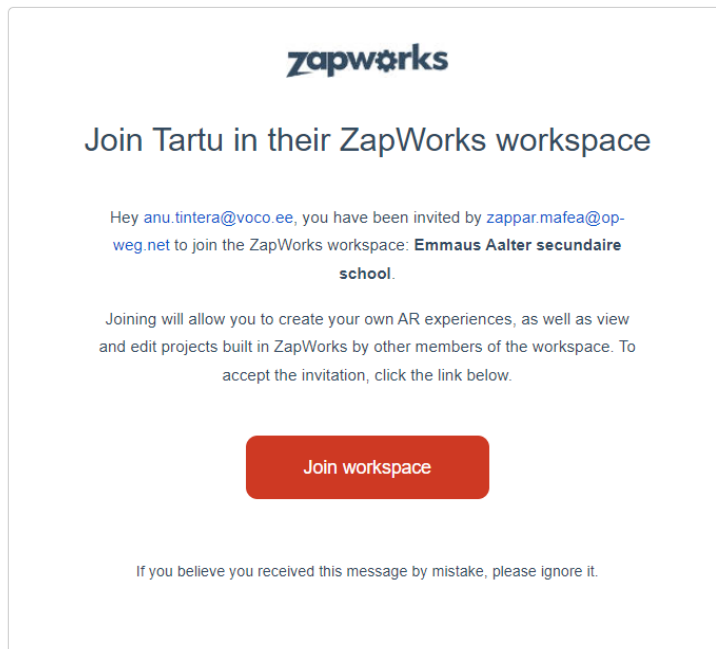 zapworks
Join Tartu in their ZapWorks workspace
Hey anu.tintera@voco.ee, you have been invited by zappar.mafea@op-
weg.net to join the ZapWorks workspace: Emmaus Aalter secundaire
school.
Joining will allow you to create your own AR experiences, as well as view
and edit projects built in ZapWorks by other members of the workspace. To
accept the invitation, click the link below.
Join workspace
If you believe you received this message by mistake, please ignore it.